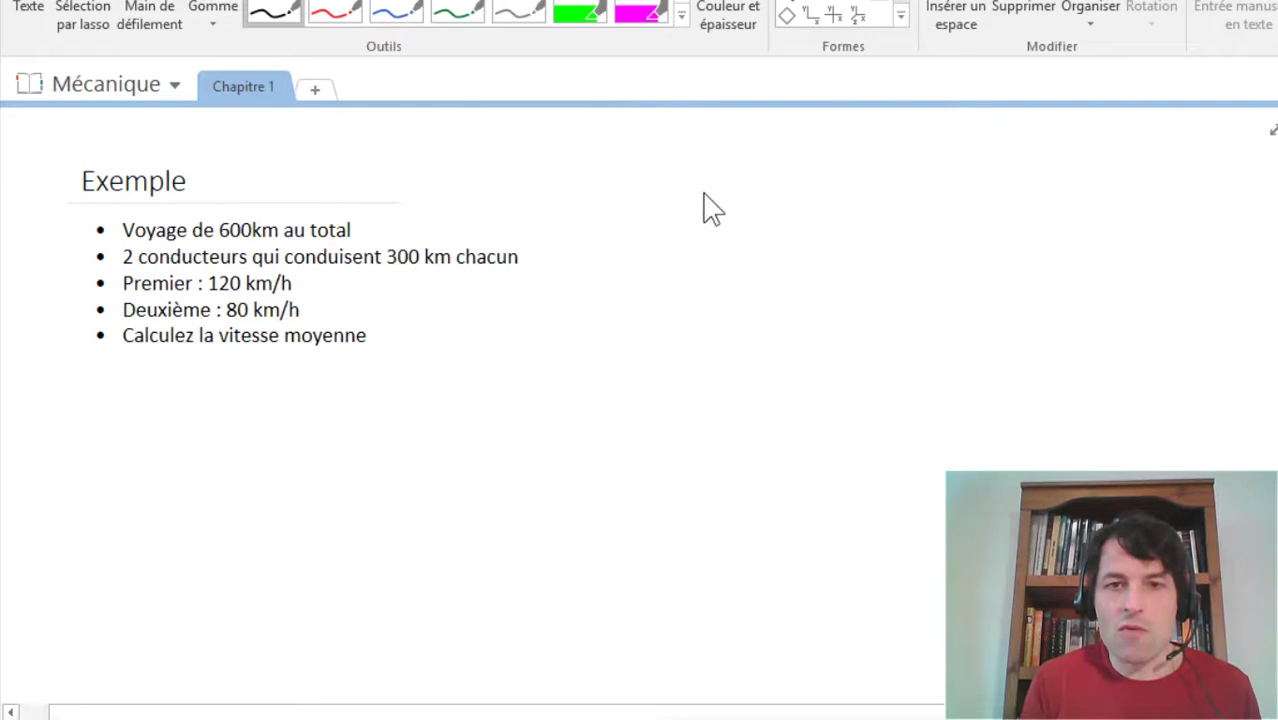 Texte
Sélection par lasso
Main de défilement
Gomme
Couleur et épaisseur
Insérer un espace
Supprimer
Organiser
Rotation
Entrée manus
en texte
Outils
Formes
Modifier
Mécanique
Chapitre 1
Exemple
• Voyage de 600km au total
• 2 conducteurs qui conduisent 300 km chacun
• Premier : 120 km/h
• Deuxième : 80 km/h
• Calculez la vitesse moyenne